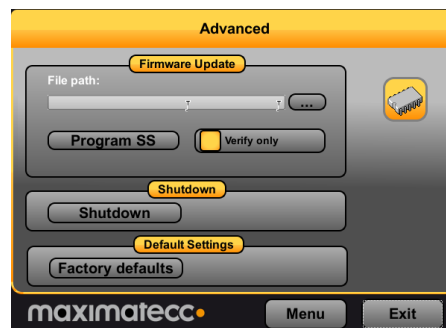 Advanced
Firmware Update
File path:
...
Program SS
Verify only
Shutdown
Shutdown
Default Settings
Factory defaults
maximatecc
Menu
Exit